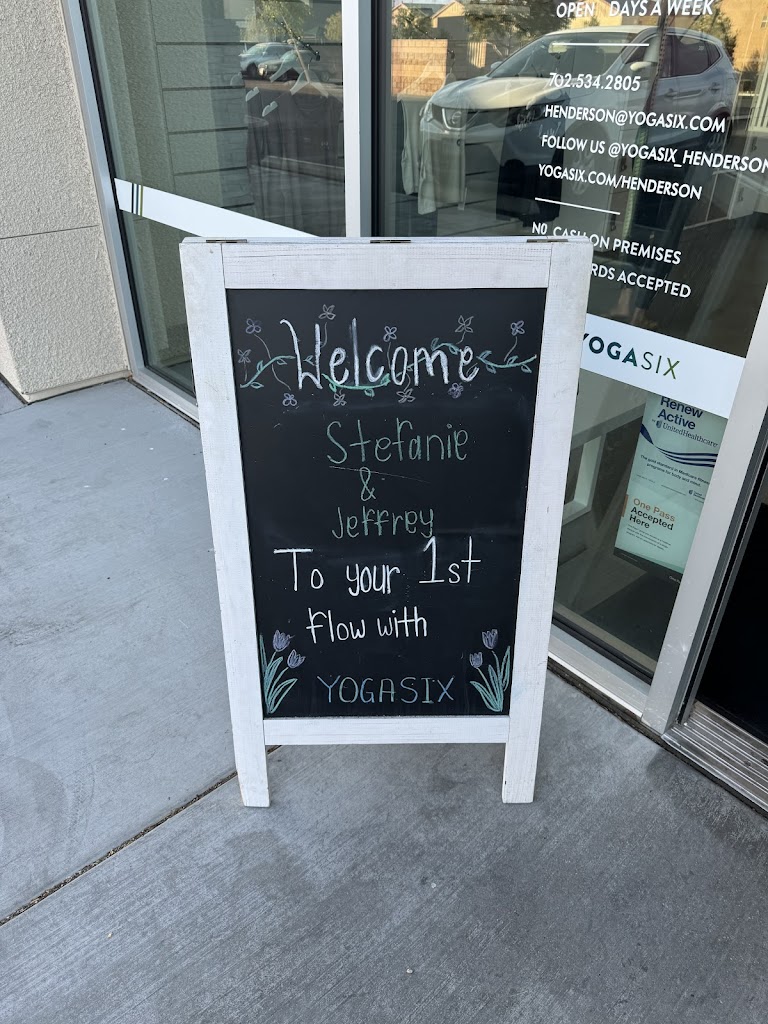 OPEN DAYS A WEEK
702.534.2805
HENDERSON@YOGASIX.COM
FOLLOW US @YOGASIX_HENDERSON
YOGASIX.COM/HENDERSON
NO CASH ON PREMISES
ACCEPTED
YOGASIX
Renew
Active
UnitedHealthcare
One Pass
Accepted
Here
Welcome
Stefanie
&
Jeffrey
To your 1st
flow with
YOGASIX